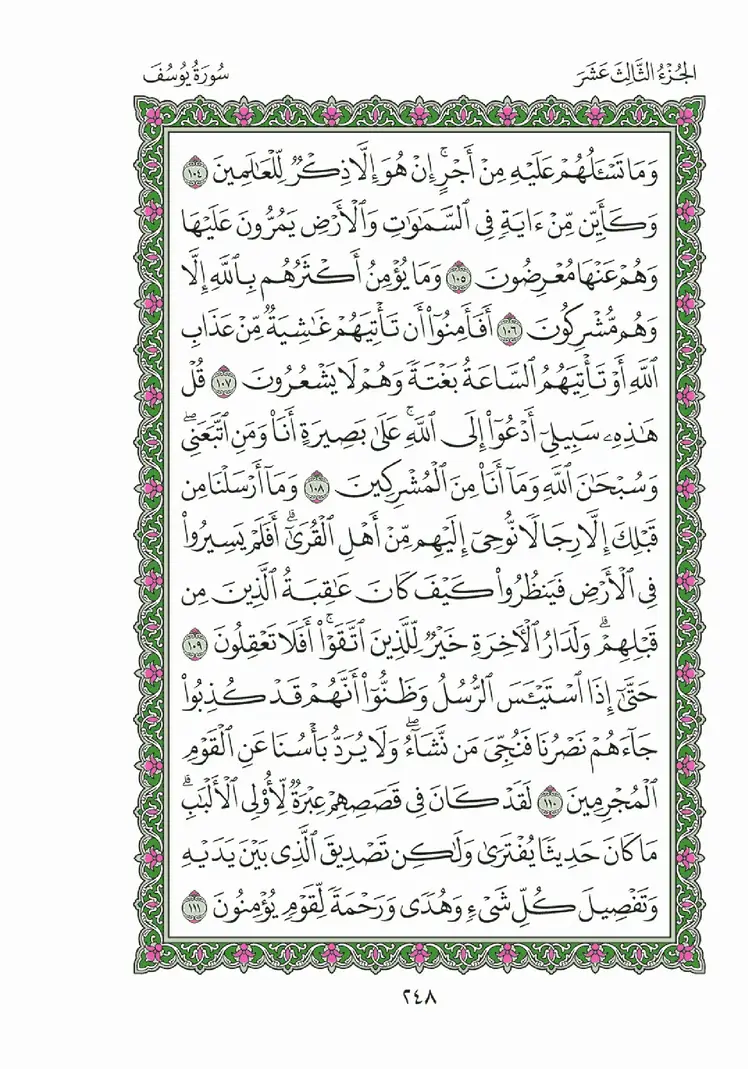 الجُزْءُ الثَّالِثَ عَشَرَ
سُورَةُ يُوسُفَ
وَمَا تَسْـَٔلُهُمْ عَلَيْهِ مِنْ أَجْرٍۚ إِنْ هُوَ إِلَّا ذِكْرٌ لِّلْعَـٰلَمِينَ ١٠٤
وَكَأَيِّن مِّنْ ءَايَةٍ فِى ٱلسَّمَـٰوَٰتِ وَٱلْأَرْضِ يَمُرُّونَ عَلَيْهَا
وَهُمْ عَنْهَا مُعْرِضُونَ ١٠٥ وَمَا يُؤْمِنُ أَكْثَرُهُم بِٱللَّهِ إِلَّا
وَهُم مُّشْرِكُونَ ١٠٦ أَفَأَمِنُوٓا۟ أَن تَأْتِيَهُمْ غَـٰشِيَةٌ مِّنْ عَذَابِ
ٱللَّهِ أَوْ تَأْتِيَهُمُ ٱلسَّاعَةُ بَغْتَةً وَهُمْ لَا يَشْعُرُونَ ١٠٧ قُلْ
هَـٰذِهِۦ سَبِيلِىٓ أَدْعُوٓا۟ إِلَى ٱللَّهِۚ عَلَىٰ بَصِيرَةٍ أَنَا۠ وَمَنِ ٱتَّبَعَنِىۖ
وَسُبْحَـٰنَ ٱللَّهِ وَمَآ أَنَا۠ مِنَ ٱلْمُشْرِكِينَ ١٠٨ وَمَآ أَرْسَلْنَا مِن
قَبْلِكَ إِلَّا رِجَالًا نُّوحِىٓ إِلَيْهِم مِّنْ أَهْلِ ٱلْقُرَىٰٓۗ أَفَلَمْ يَسِيرُوا۟
فِى ٱلْأَرْضِ فَيَنظُرُوا۟ كَيْفَ كَانَ عَـٰقِبَةُ ٱلَّذِينَ مِن
قَبْلِهِمْۗ وَلَدَارُ ٱلْـَٔاخِرَةِ خَيْرٌ لِّلَّذِينَ ٱتَّقَوْا۟ۚ أَفَلَا تَعْقِلُونَ ١٠٩
حَتَّىٰٓ إِذَا ٱسْتَيْـَٔسَ ٱلرُّسُلُ وَظَنُّوٓا۟ أَنَّهُمْ قَدْ كُذِبُوا۟
جَآءَهُمْ نَصْرُنَا فَنُجِّىَ مَن نَّشَآءُۖ وَلَا يُرَدُّ بَأْسُنَا عَنِ ٱلْقَوْمِ
ٱلْمُجْرِمِينَ ١١٠ لَقَدْ كَانَ فِى قَصَصِهِمْ عِبْرَةٌ لِّأُو۟لِى ٱلْأَلْبَـٰبِۗ
مَا كَانَ حَدِيثًا يُفْتَرَىٰ وَلَـٰكِن تَصْدِيقَ ٱلَّذِى بَيْنَ يَدَيْهِ
وَتَفْصِيلَ كُلِّ شَىْءٍ وَهُدًى وَرَحْمَةً لِّقَوْمٍ يُؤْمِنُونَ ١١١
٢٤٨